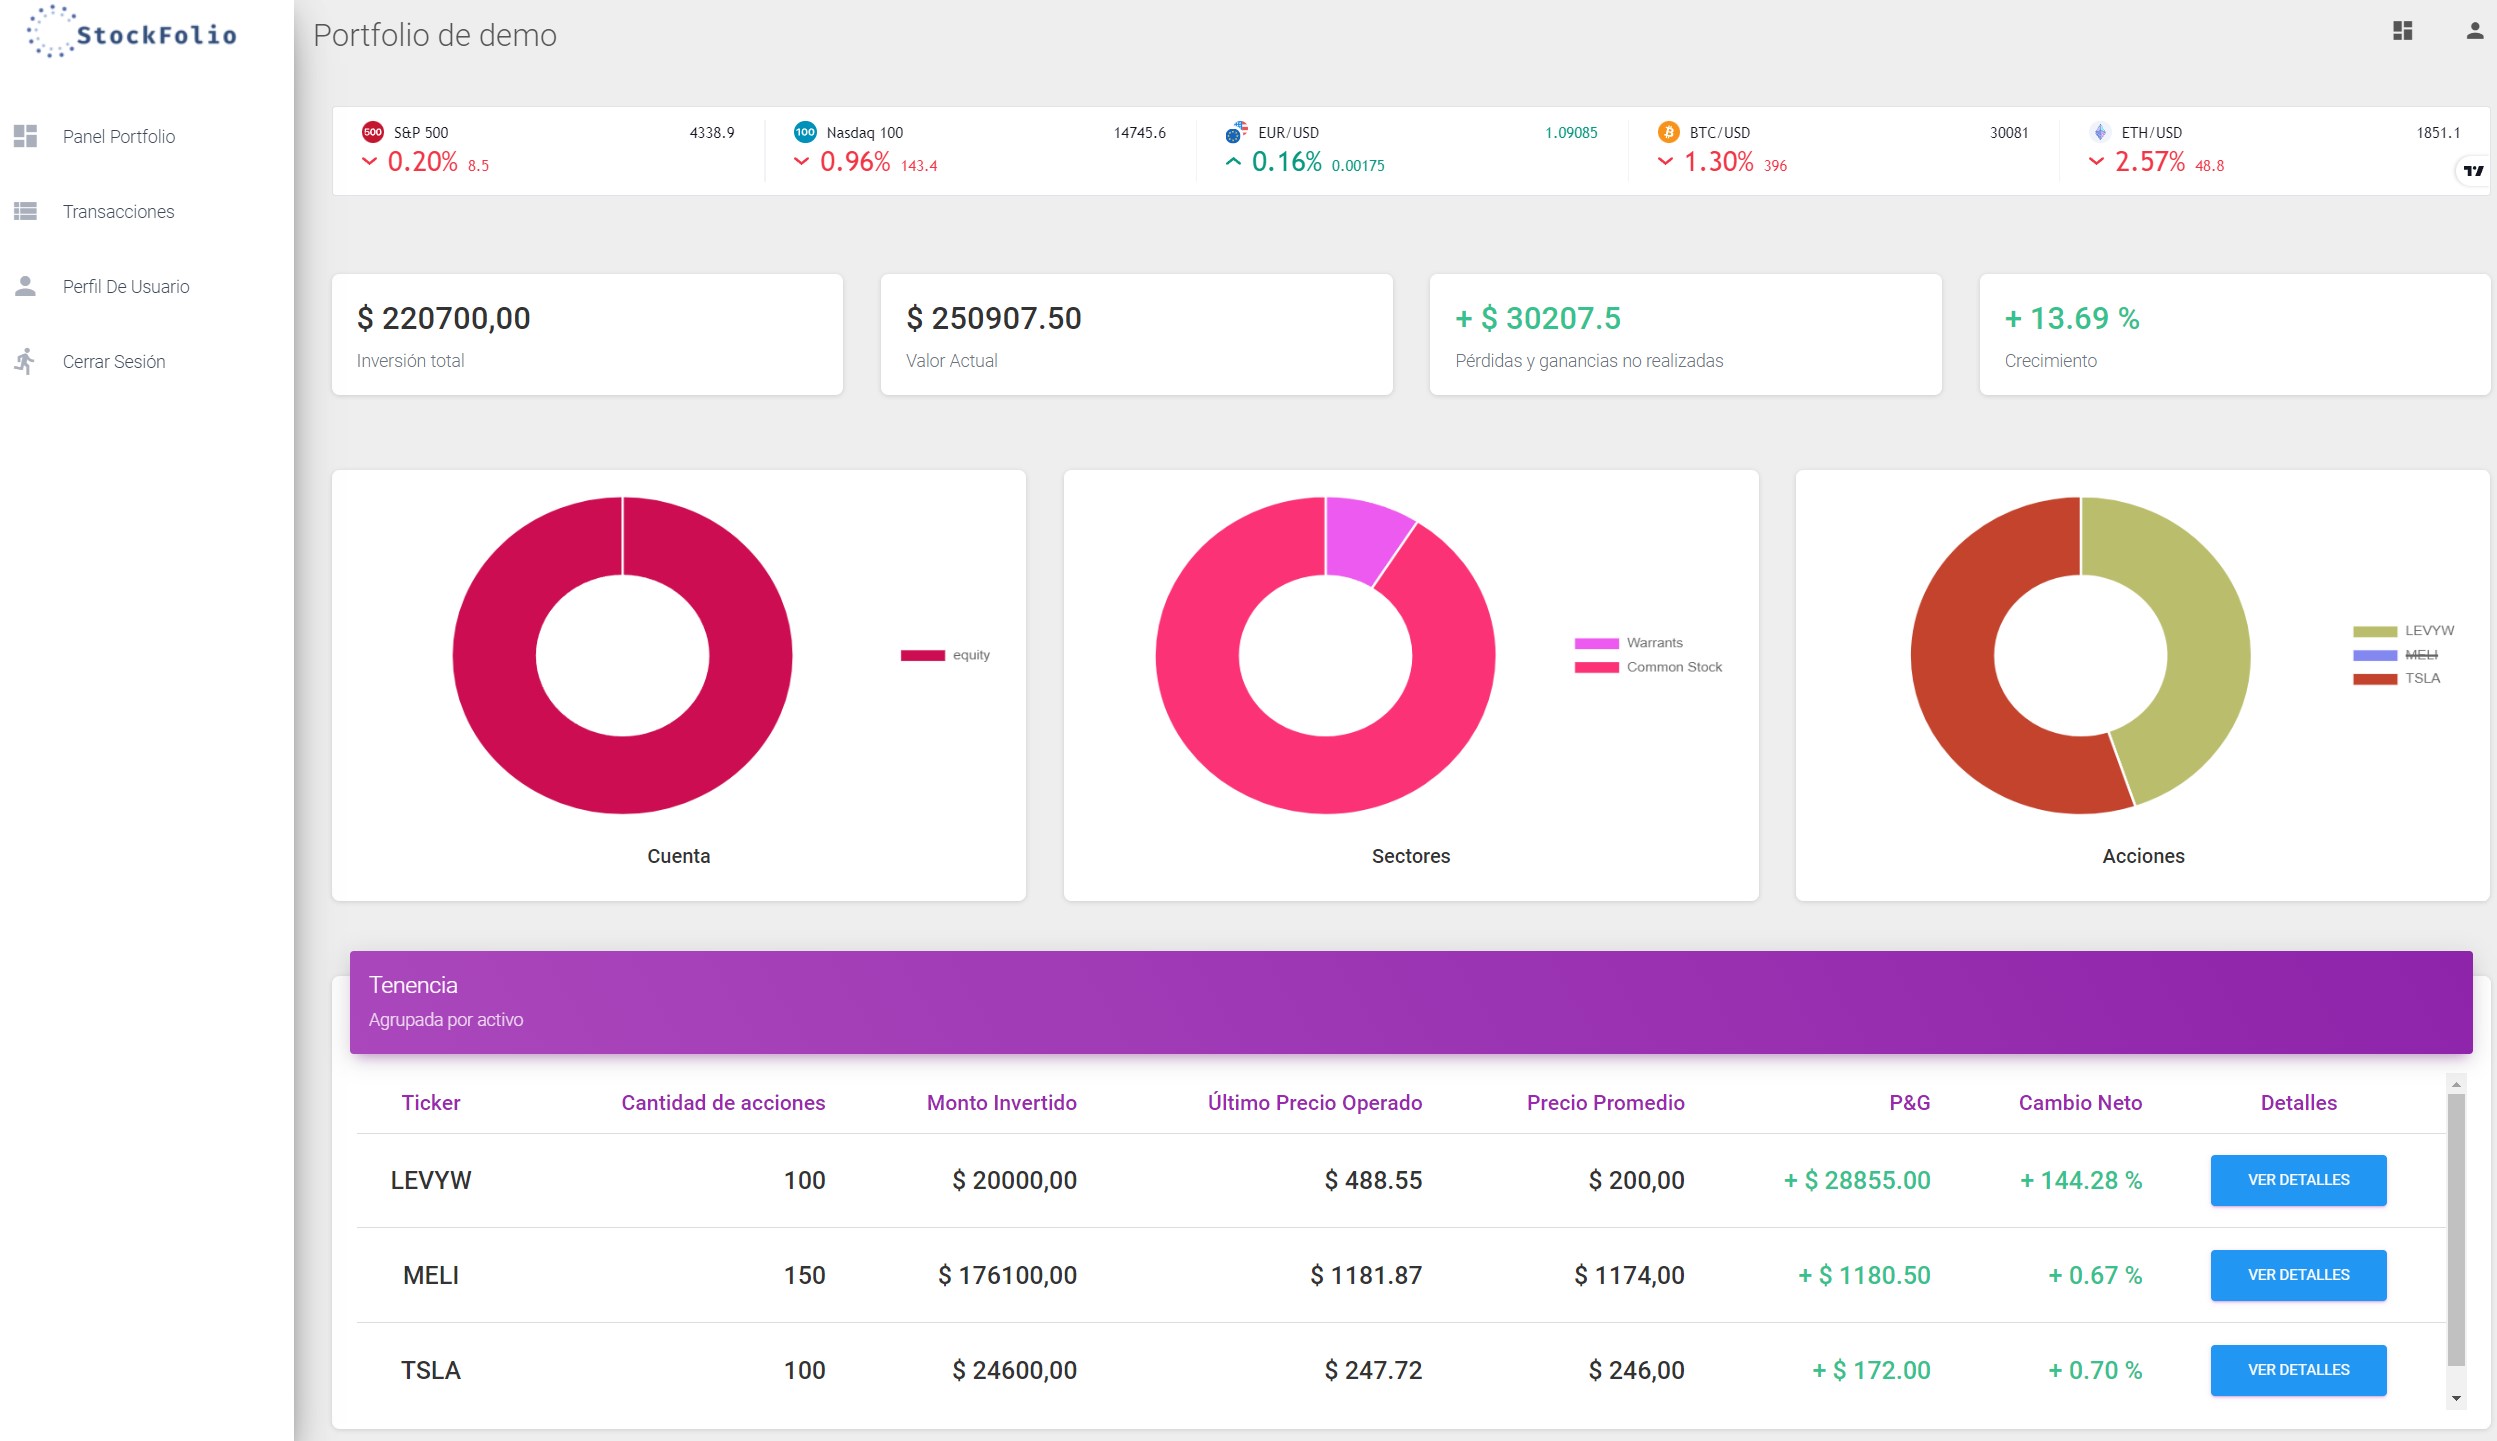 StockFolio
Portfolio de demo
Panel Portfolio
Transacciones
Perfil De Usuario
Cerrar Sesión
500 S&P 500 4338.9
0.20% 8.5
100 Nasdaq 100 14745.6
0.96% 143.4
EUR/USD 1.09085
0.16% 0.00175
BTC/USD 30081
1.30% 396
ETH/USD 1851.1
2.57% 48.8
$ 220700,00
Inversión total
$ 250907.50
Valor Actual
+ $ 30207.5
Pérdidas y ganancias no realizadas
+ 13.69 %
Crecimiento
equity
Cuenta
Warrants
Common Stock
Sectores
LEVYW
MELI
TSLA
Acciones
Tenencia
Agrupada por activo
Ticker Cantidad de acciones Monto Invertido Último Precio Operado Precio Promedio P&G Cambio Neto Detalles
LEVYW 100 $ 20000,00 $ 488.55 $ 200,00 + $ 28855.00 + 144.28 % VER DETALLES
MELI 150 $ 176100,00 $ 1181.87 $ 1174,00 + $ 1180.50 + 0.67 % VER DETALLES
TSLA 100 $ 24600,00 $ 247.72 $ 246,00 + $ 172.00 + 0.70 % VER DETALLES